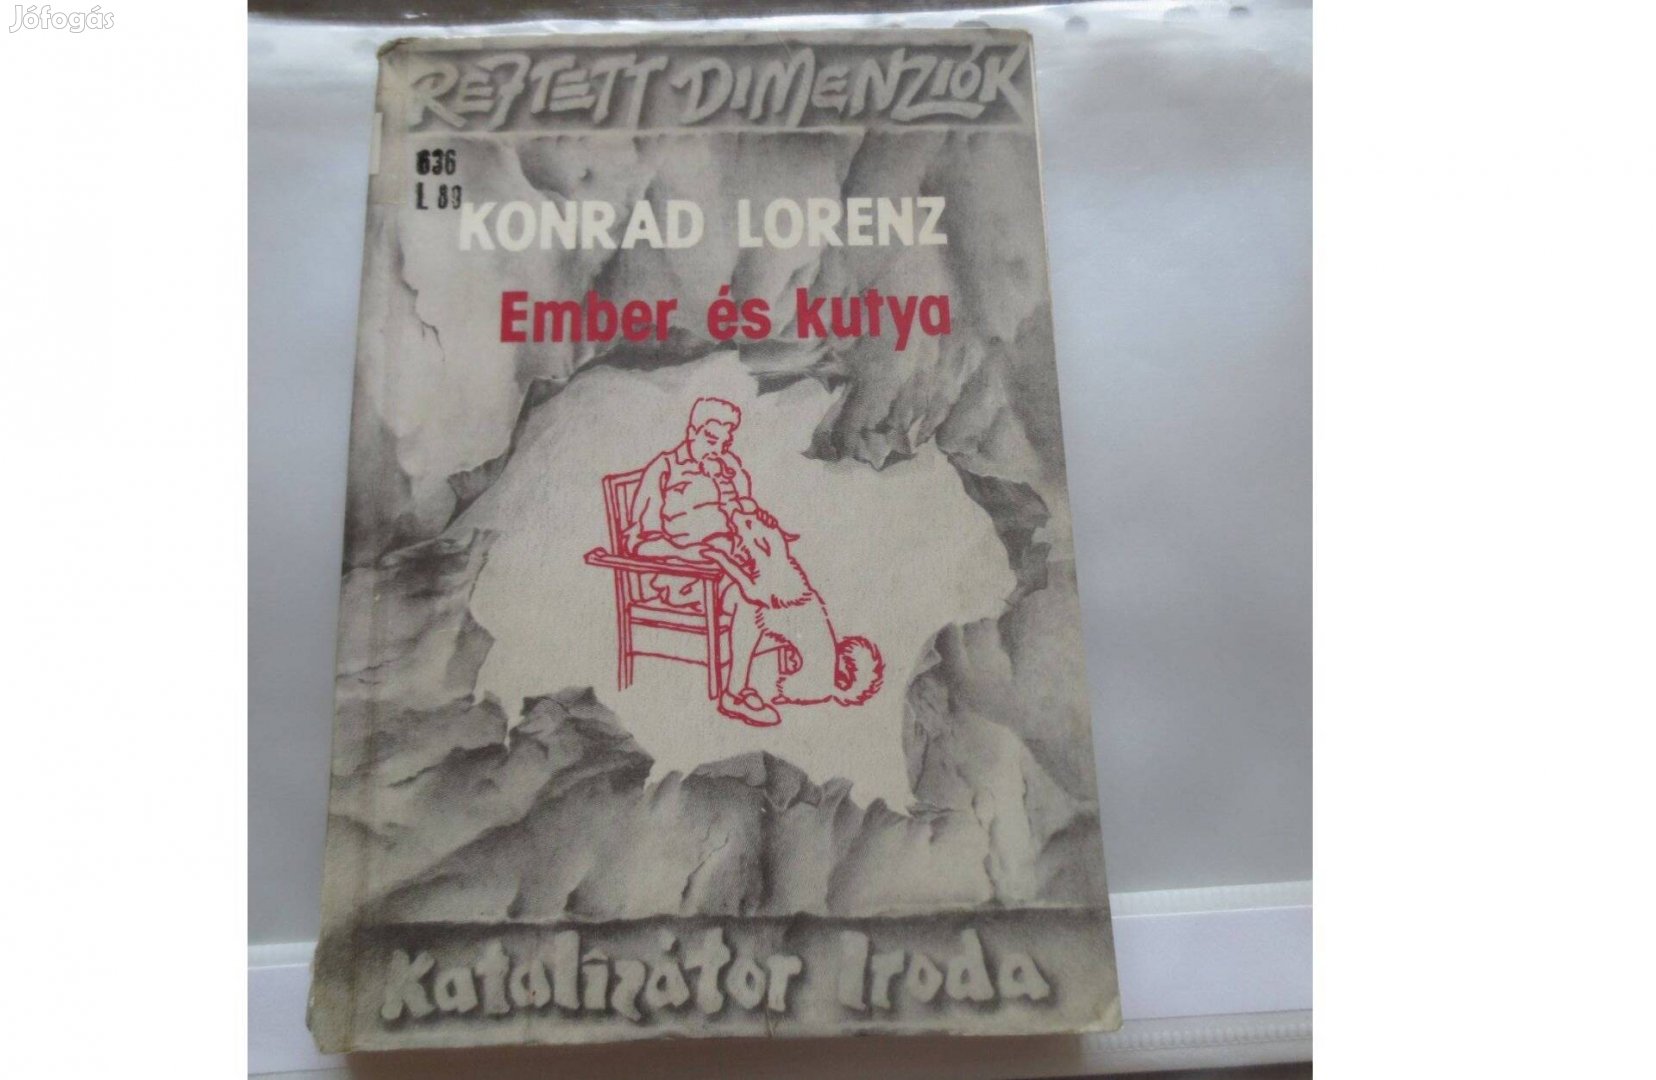 Jófogás
REJTETT DIMENZIÓK
636
L 89
KONRAD LORENZ
Ember és kutya
Katalizátor Iroda